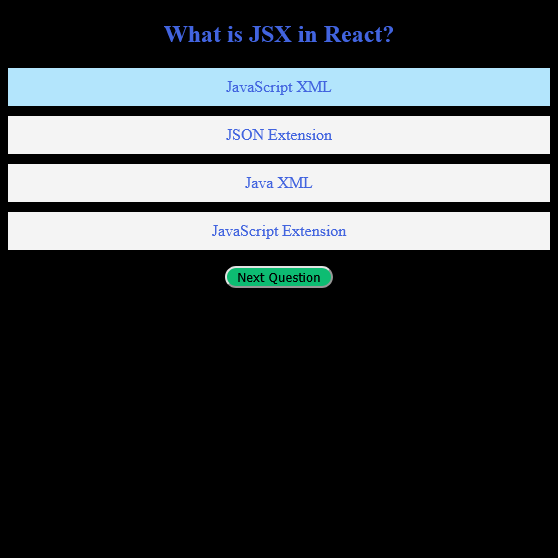 What is JSX in React?
JavaScript XML
JSON Extension
Java XML
JavaScript Extension
Next Question